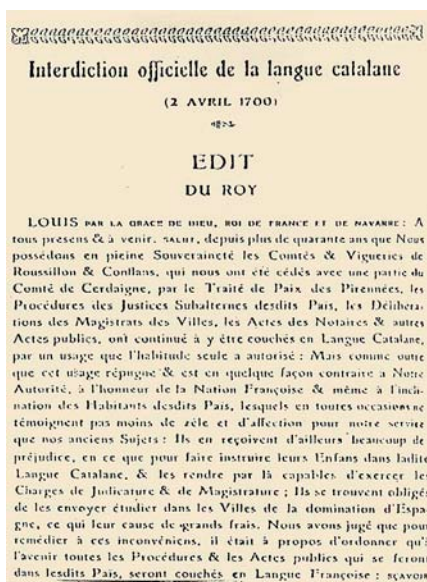 Interdiction officielle de la langue catalane
(2 AVRIL 1700)
EDIT
DU ROY
LOUIS PAR LA GRACE DE DIEU, ROI DE FRANCE ET DE NAVARRE : A
tous presens & à venir. SALUT, depuis plus de quarante ans que Nous
possédons en pleine Souveraineté les Comtés & Vigueries de
Roussillon & Conflans, qui nous ont été cédés avec une partie du
Comté de Cerdaigne, par le Traité de Paix des Pirennées, les
Procédures des Justices Subalternes desdits Païs, les Délibéra-
tions des Magistrats des Villes, les Actes des Notaires & autres
Actes publics, ont continué à y être couchés en Langue Catalane,
par un usage que l'habitude seule a autorisé : Mais comme outre
que cet usage répugne & est en quelque façon contraire a Notre
Autorité, à l'honneur de la Nation Françoise & même à l'incli-
nation des Habitants desdits Païs, lesquels en toutes occasions ne
témoignent pas moins de zèle et d'affection pour notre service
que nos anciens Sujets : Ils en reçoivent d'ailleurs beaucoup de
préjudice, en ce que pour faire instruire leurs Enfans dans ladite
Langue Catalane, & les rendre par là capables d'exercer les
Charges de Judicature & de Magistrature ; Ils se trouvent obligés
de les envoyer étudier dans les Villes de la domination d'Espa-
gne, ce qui leur cause de grands frais. Nous avons jugé que pour
remédier à ces inconvéniens, il était à propos d'ordonner qu'à
l'avenir toutes les Procédures & les Actes publics qui se feront
dans lesdits Païs, seront couchés en Langue Françoise : sçavoir